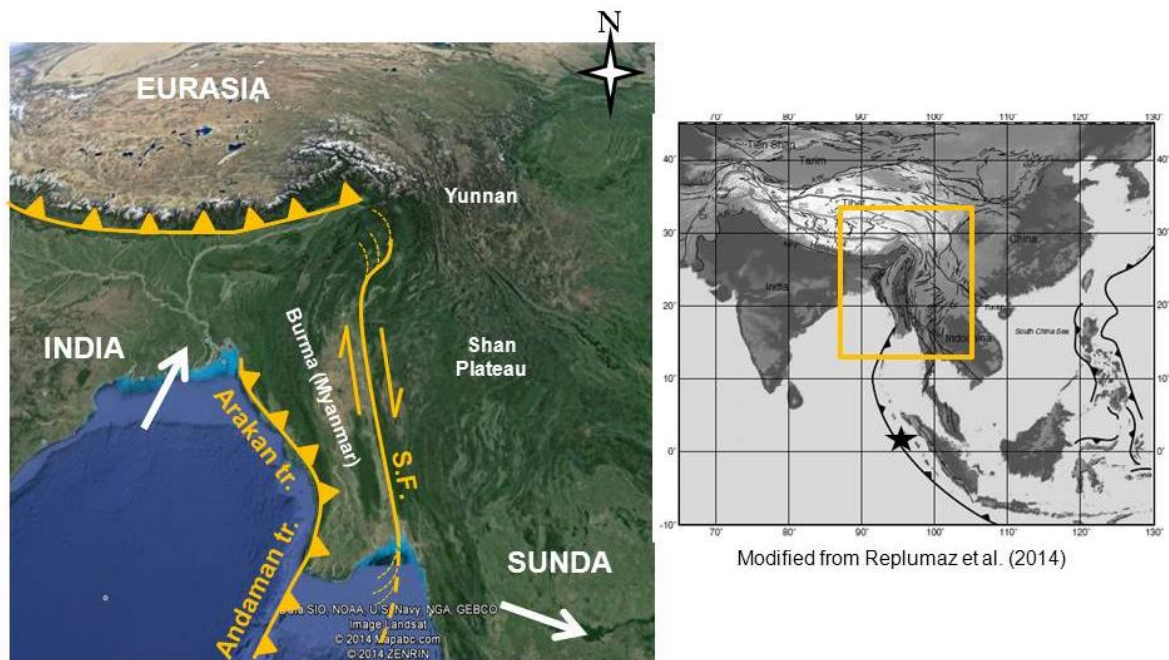 N
EURASIA
Yunnan
INDIA
Burma (Myanmar)
Shan
Plateau
Arakan tr.
S.F.
Andaman tr.
SUNDA
SIO, NOAA, U.S. Navy, NGA, GEBCO
Image Landsat
© 2014 Mapabc.com
© 2014 ZENRIN
40°
30°
20°
10°
0°
-10°
70°
80°
90°
100°
110°
120°
130°
Tien Shan
Tarim
China
India
South China Sea
Indochina
Modified from Replumaz et al. (2014)